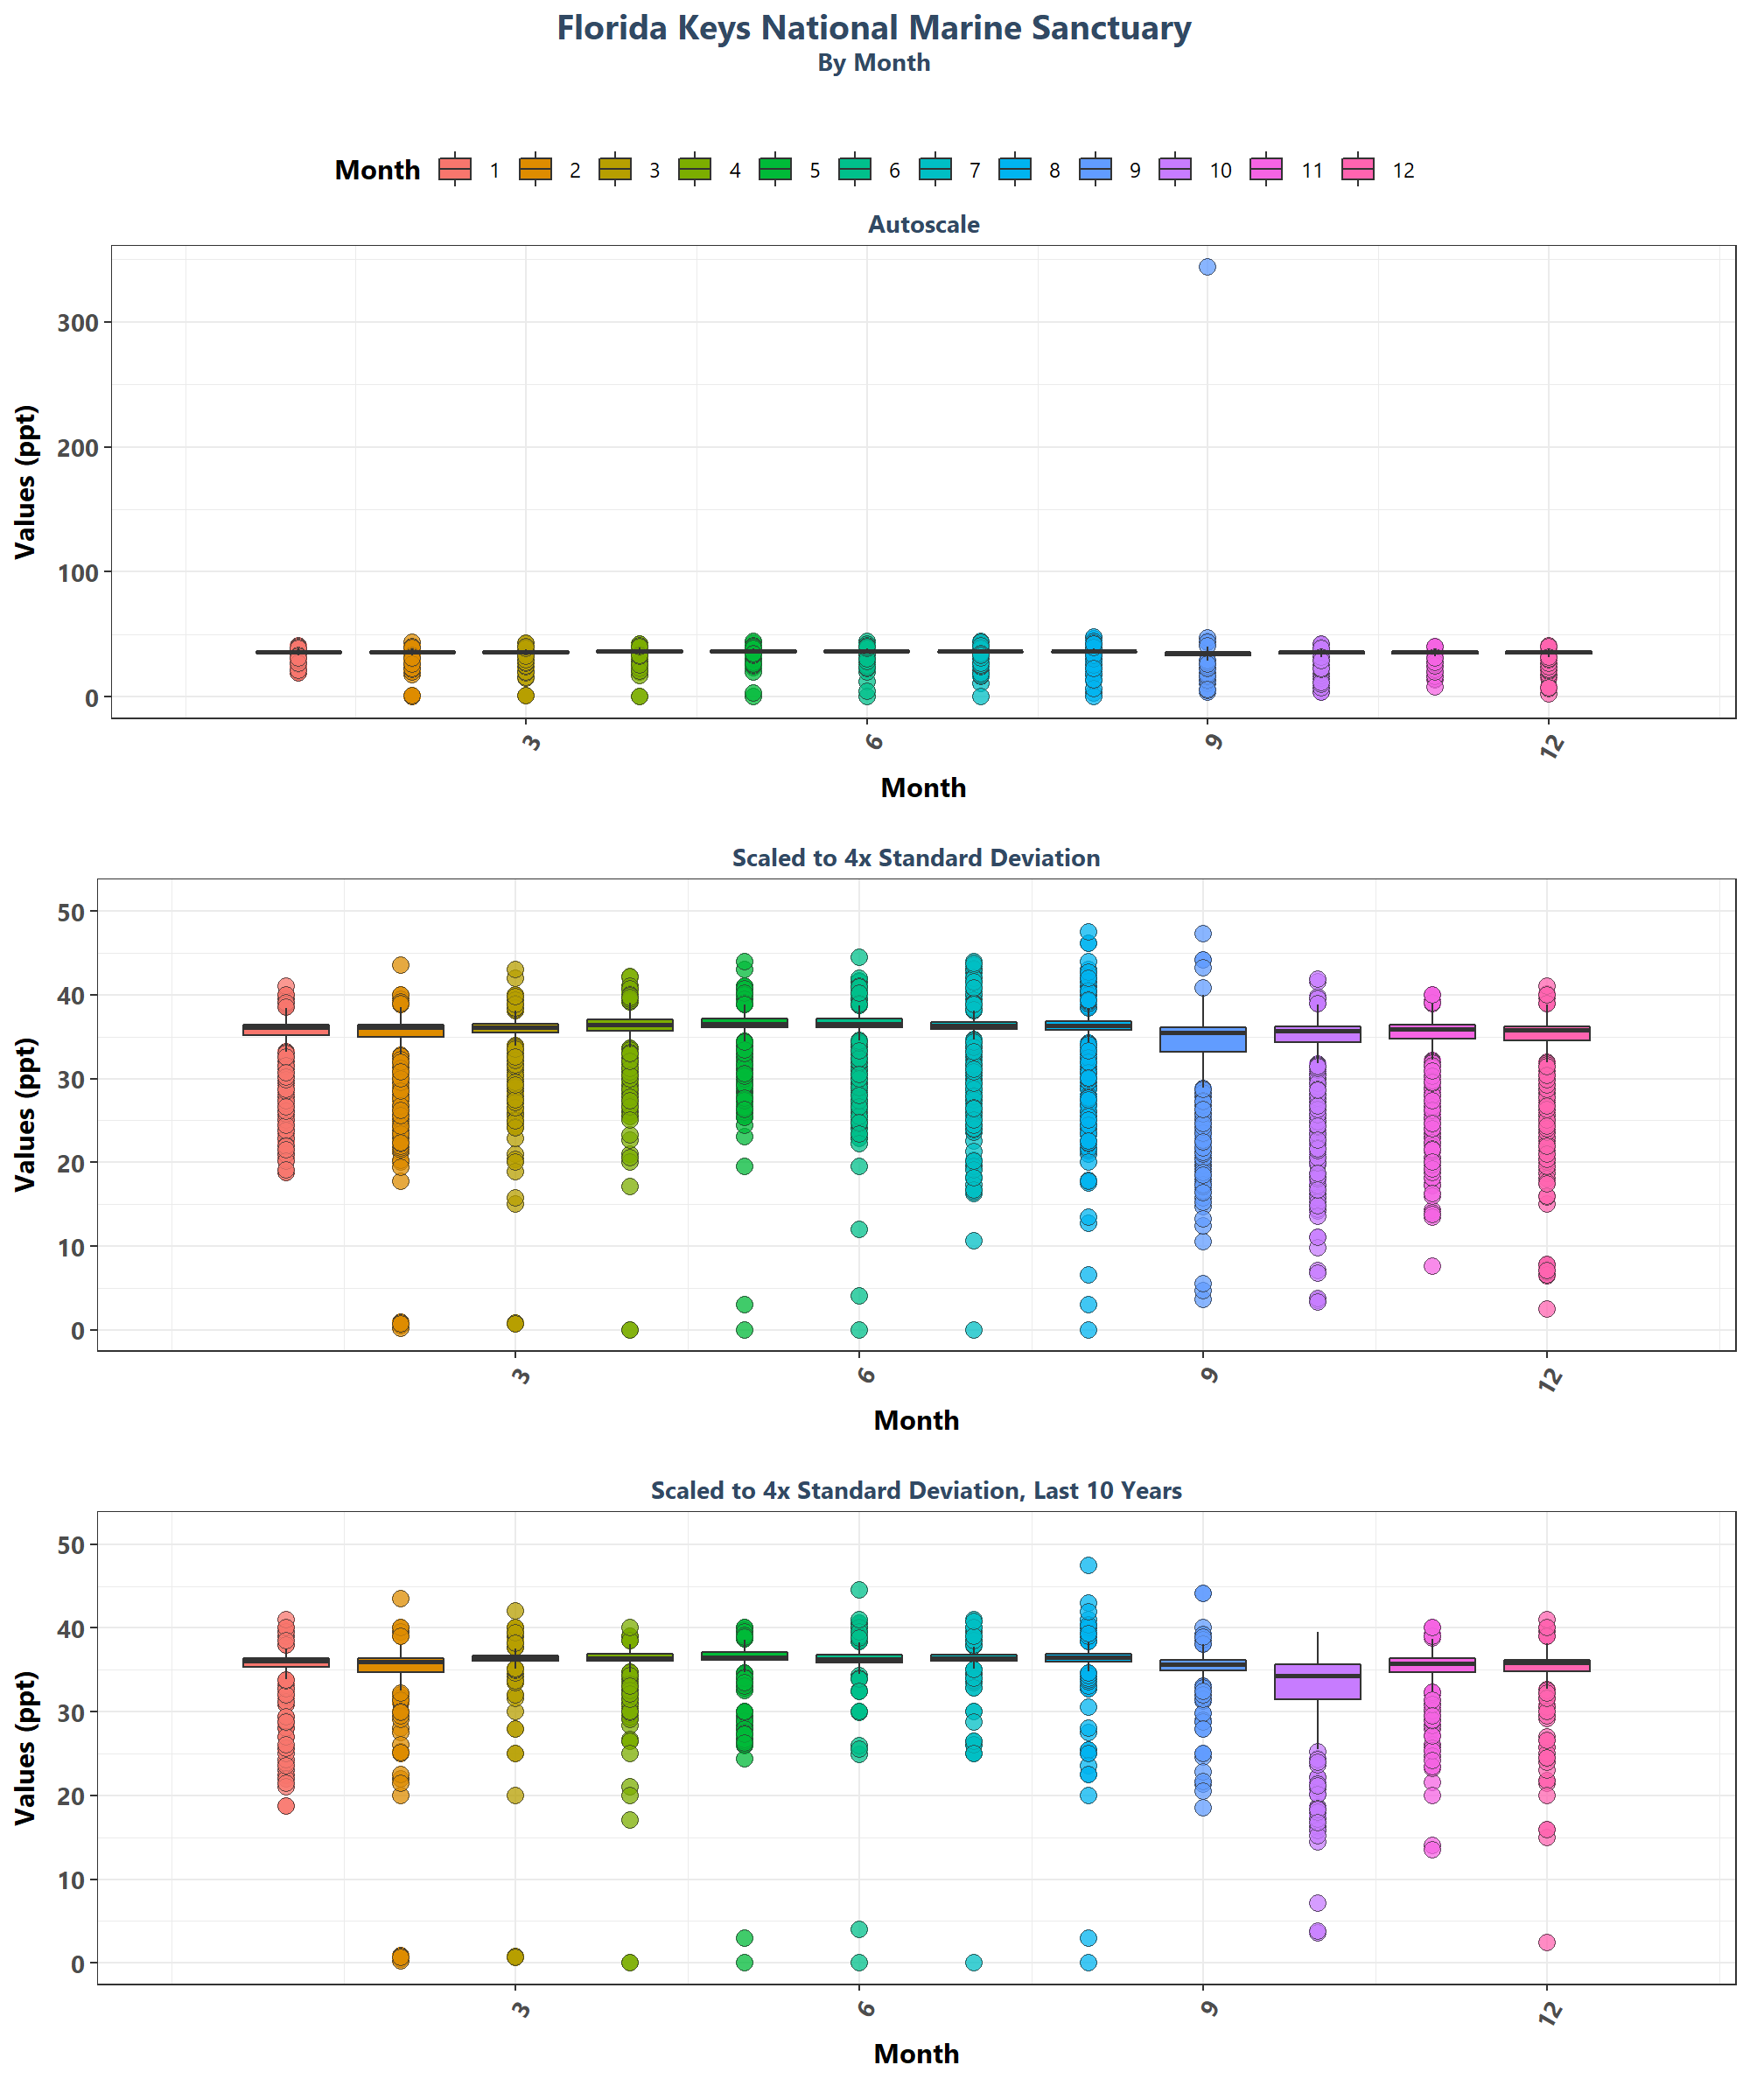 Florida Keys National Marine Sanctuary
By Month
Month 1 2 3 4 5 6 7 8 9 10 11 12
Autoscale
Values (ppt)
300
200
100
0
3 6 9 12
Month
Scaled to 4x Standard Deviation
Values (ppt)
50
40
30
20
10
0
3 6 9 12
Month
Scaled to 4x Standard Deviation, Last 10 Years
Values (ppt)
50
40
30
20
10
0
3 6 9 12
Month